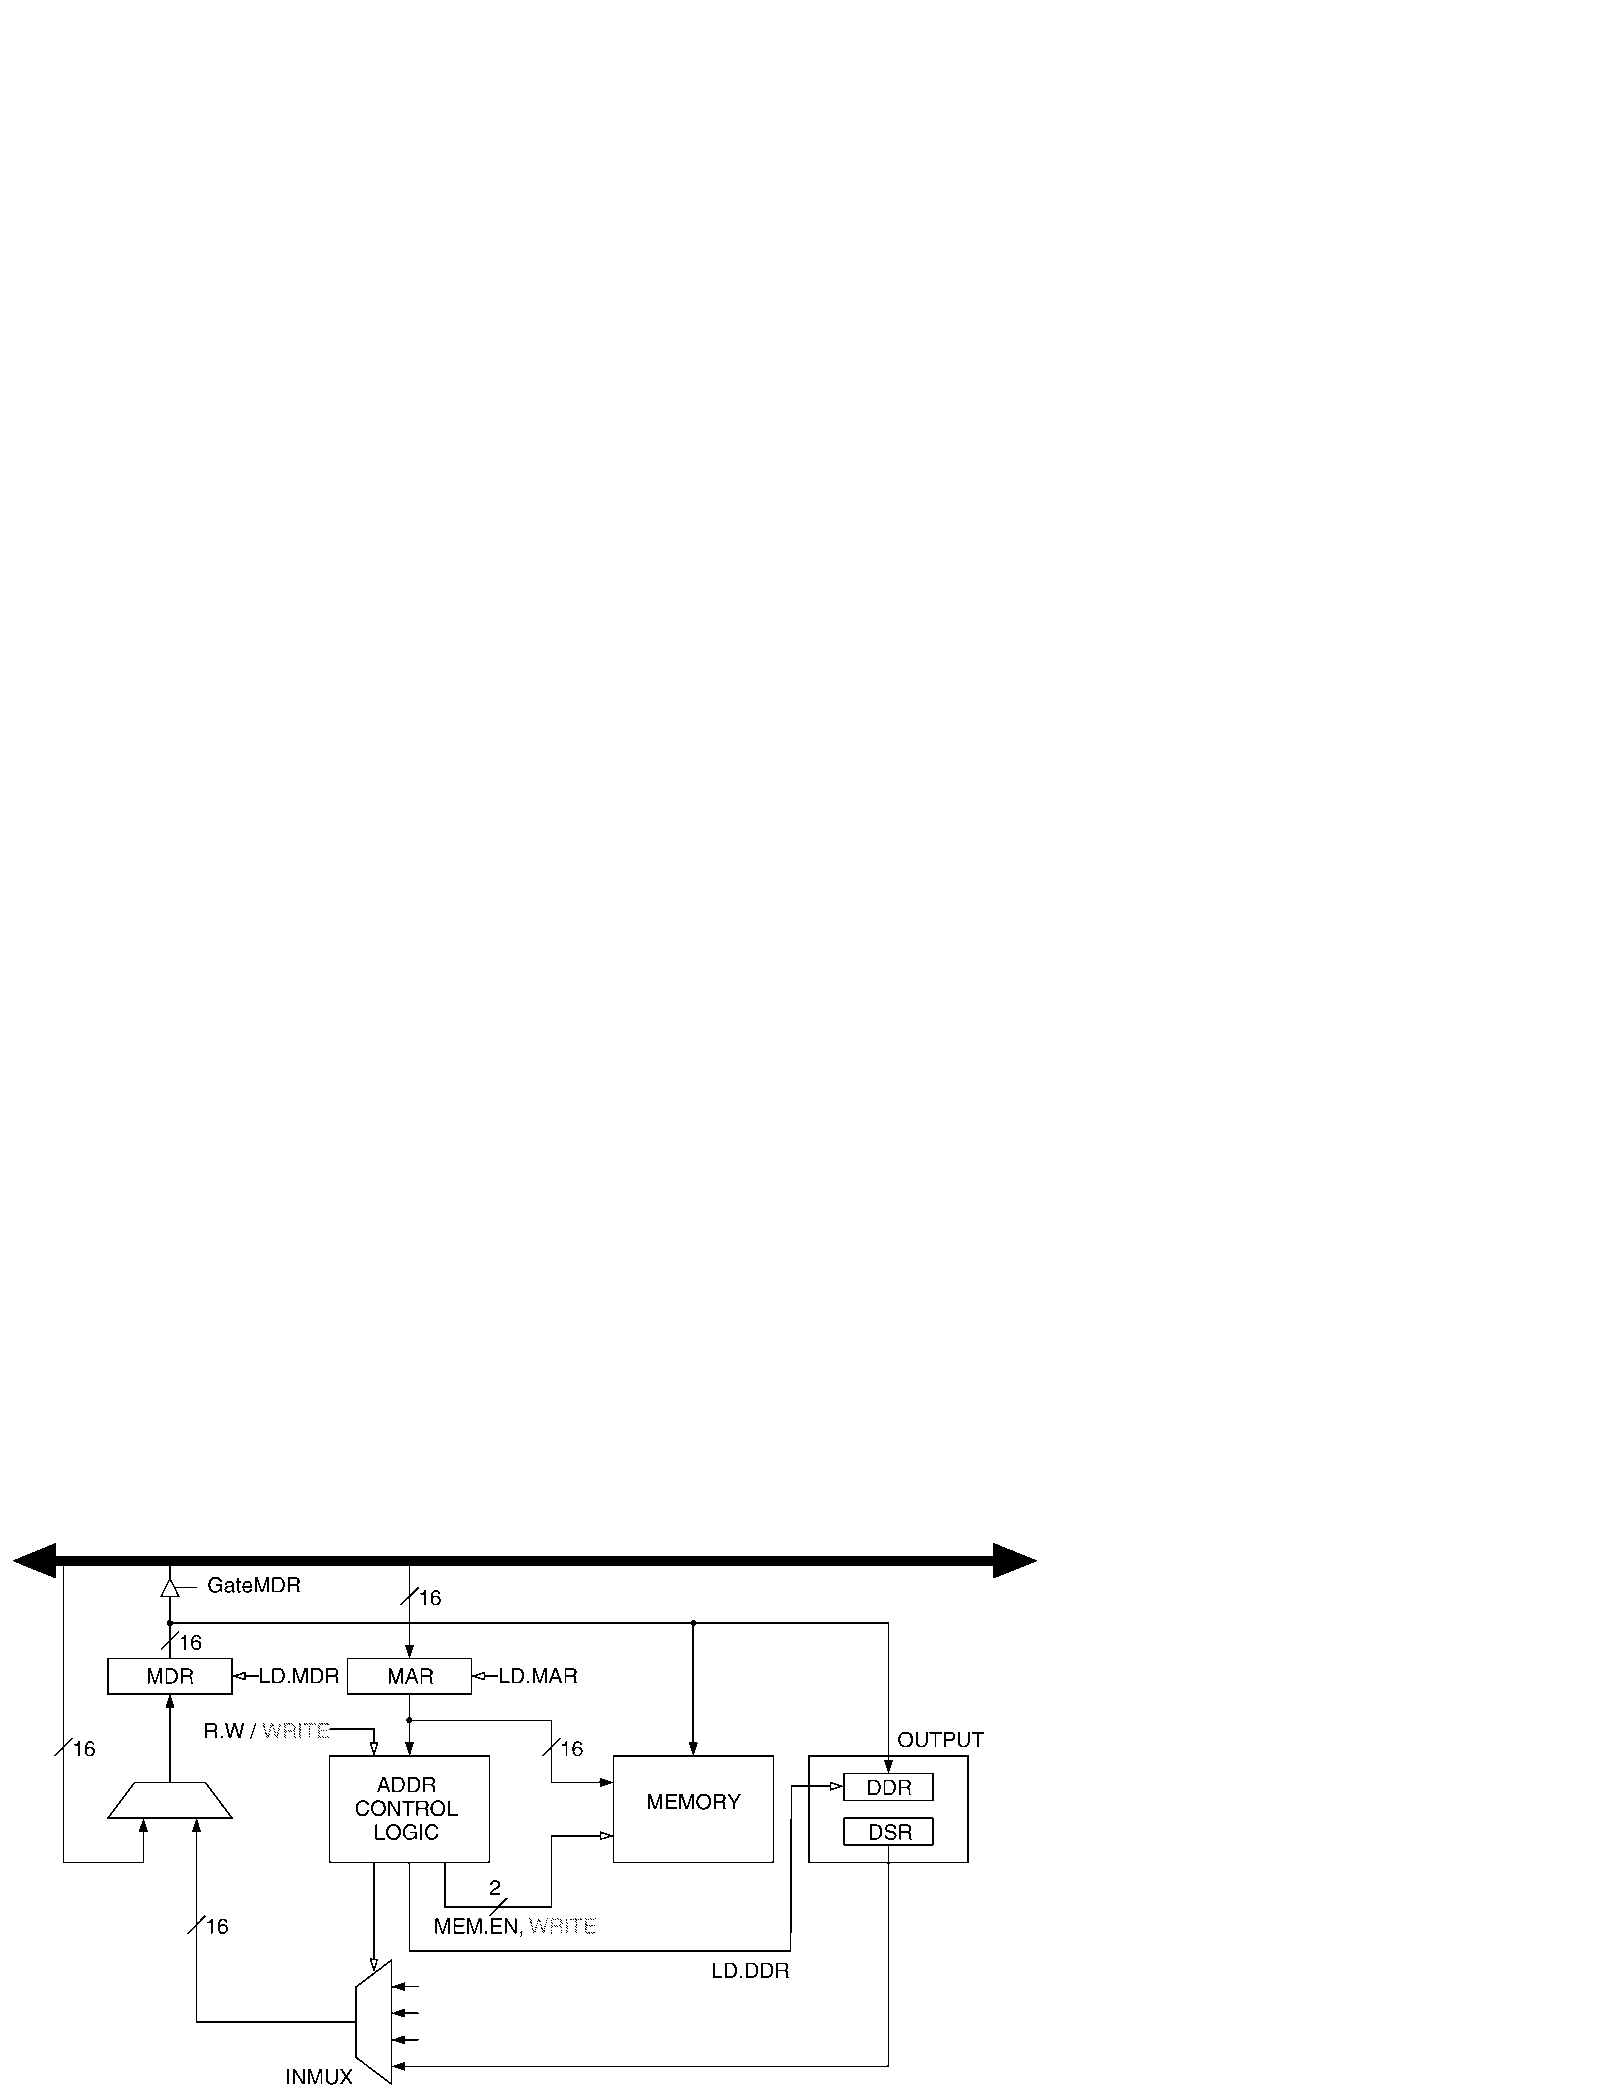 GateMDR
16
16
MDR
LD.MDR
MAR
LD.MAR
R.W / WRITE
OUTPUT
16
16
ADDR
CONTROL
LOGIC
MEMORY
DDR
DSR
2
16
MEM.EN, WRITE
LD.DDR
INMUX